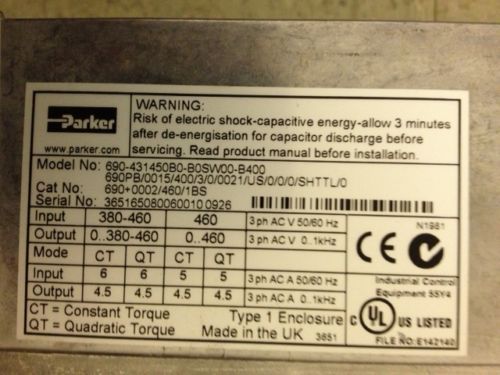 WARNING:
Risk of electric shock-capacitive energy-allow 3 minutes
after de-energisation for capacitor discharge before
servicing. Read product manual before installation.
Parker
www.parker.com
Model No: 690-431450B0-B0SW00-B400
690PB/0015/400/3/0/0021/US/0/0/0/SHTTL/0
Cat No: 690+0002/460/1BS
Serial No: 3651650800600100926
Input 380-460 460 3 ph AC V 50/60 Hz
Output 0..380-460 0..460 3 ph AC V 0..1kHz
Mode CT QT CT QT
Input 6 6 5 5 3 ph AC A 50/60 Hz
Output 4.5 4.5 4.5 4.5 3 ph AC A 0..1kHz
CT = Constant Torque Type 1 Enclosure
QT = Quadratic Torque Made in the UK 3651
CE
N
N1981
Industrial Control
Equipment 5SY4
C UL US LISTED
FILE NO:E142140